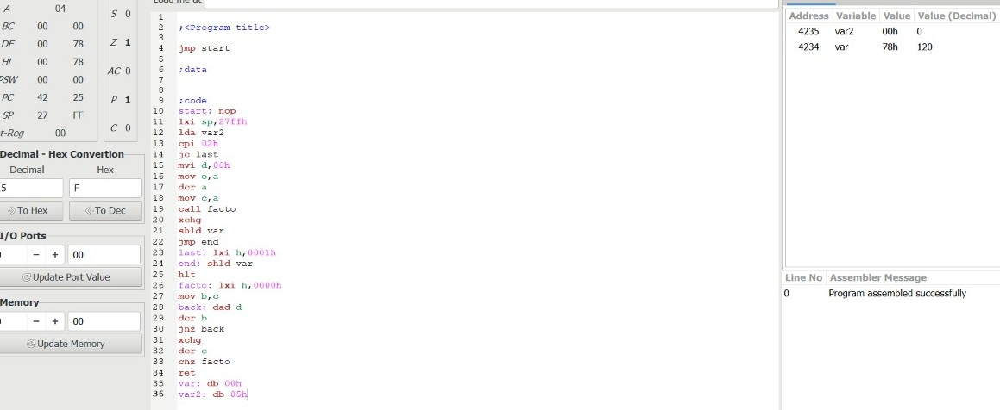 Load me at
A 04
BC 00 00
DE 00 78
HL 00 78
PSW 00 00
PC 42 25
SP 27 FF
t-Reg 00
S 0
Z 1
AC 0
P 1
C 0
Decimal - Hex Convertion
Decimal Hex
5 F
To Hex To Dec
I/O Ports
- + 00
Update Port Value
Memory
- + 00
Update Memory
1
2 ;<Program title>
3
4 jmp start
5
6 ;data
7
8
9 ;code
10 start: nop
11 lxi sp,27ffh
12 lda var2
13 cpi 02h
14 jc last
15 mvi d,00h
16 mov e,a
17 dcr a
18 mov c,a
19 call facto
20 xchg
21 shld var
22 jmp end
23 last: lxi h,0001h
24 end: shld var
25 hlt
26 facto: lxi h,0000h
27 mov b,c
28 back: dad d
29 dcr b
30 jnz back
31 xchg
32 dcr c
33 cnz facto
34 ret
35 var: db 00h
36 var2: db 05h
Address Variable Value Value (Decimal)
4235 var2 00h 0
4234 var 78h 120
Line No Assembler Message
0 Program assembled successfully